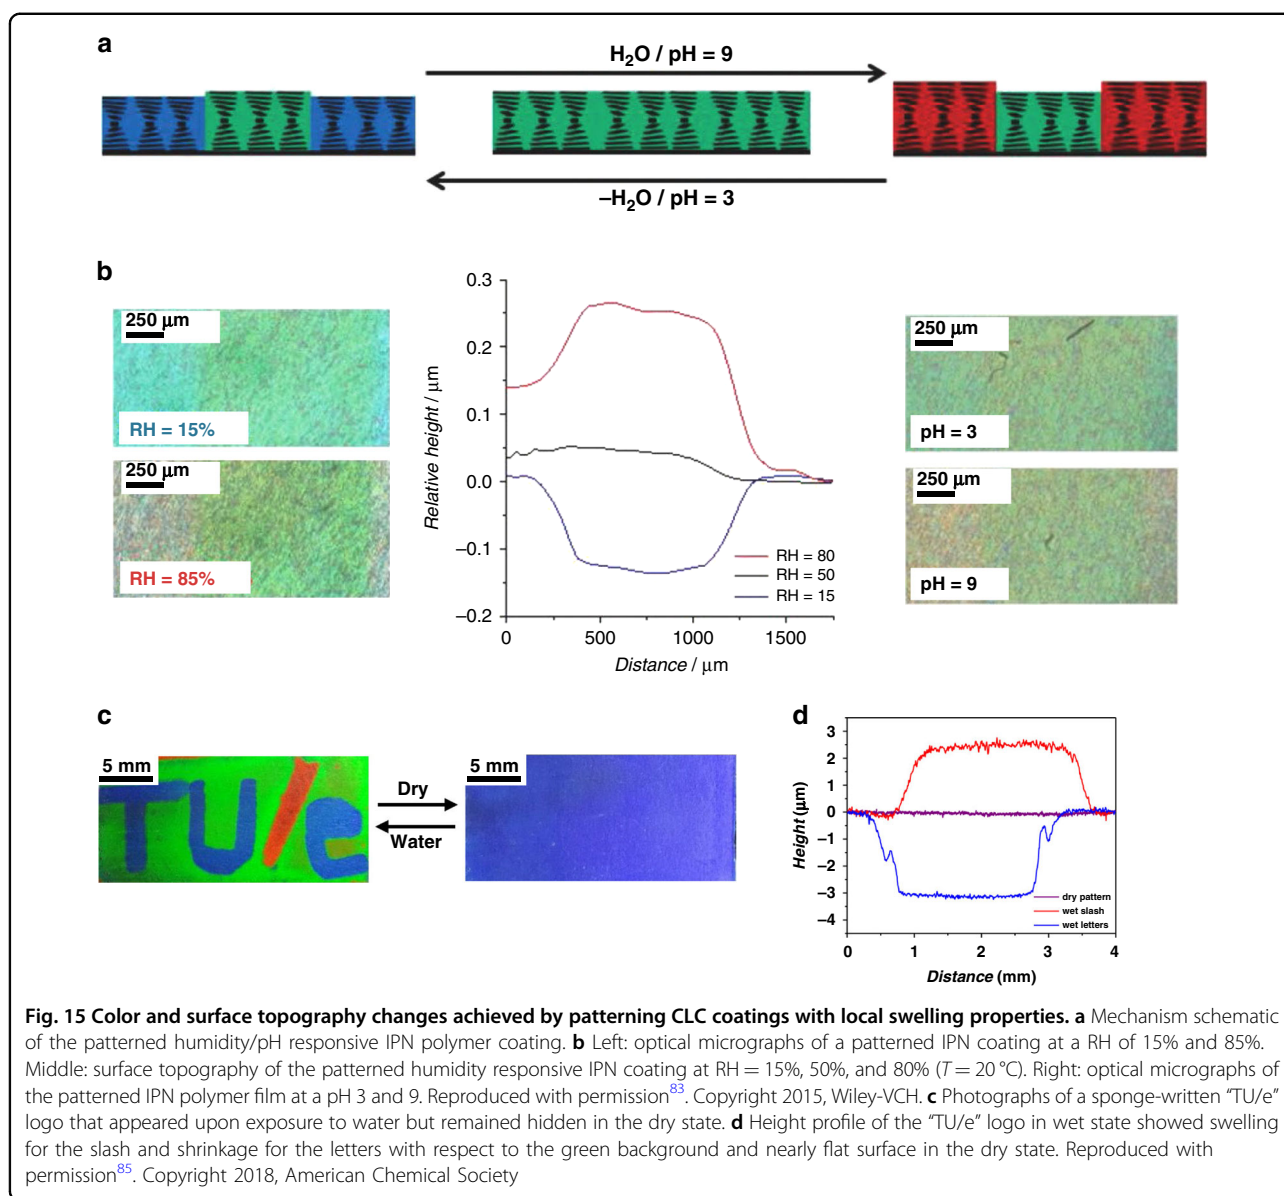 a
H2O / pH = 9
–H2O / pH = 3
b
250 µm
RH = 15%
250 µm
RH = 85%
Relative height / µm
0.3
0.2
0.1
0.0
–0.1
–0.2
0
500
1000
1500
Distance / µm
RH = 80
RH = 50
RH = 15
250 µm
pH = 3
250 µm
pH = 9
c
5 mm
TU/e
Dry
Water
5 mm
d
Height (µm)
3
2
1
0
–1
–2
–3
–4
0
1
2
3
4
Distance (mm)
dry pattern
wet slash
wet letters
Fig. 15 Color and surface topography changes achieved by patterning CLC coatings with local swelling properties. a Mechanism schematic
of the patterned humidity/pH responsive IPN polymer coating. b Left: optical micrographs of a patterned IPN coating at a RH of 15% and 85%.
Middle: surface topography of the patterned humidity responsive IPN coating at RH = 15%, 50%, and 80% (T = 20 °C). Right: optical micrographs of
the patterned IPN polymer film at a pH 3 and 9. Reproduced with permission83. Copyright 2015, Wiley-VCH. c Photographs of a sponge-written “TU/e”
logo that appeared upon exposure to water but remained hidden in the dry state. d Height profile of the “TU/e” logo in wet state showed swelling
for the slash and shrinkage for the letters with respect to the green background and nearly flat surface in the dry state. Reproduced with
permission85. Copyright 2018, American Chemical Society